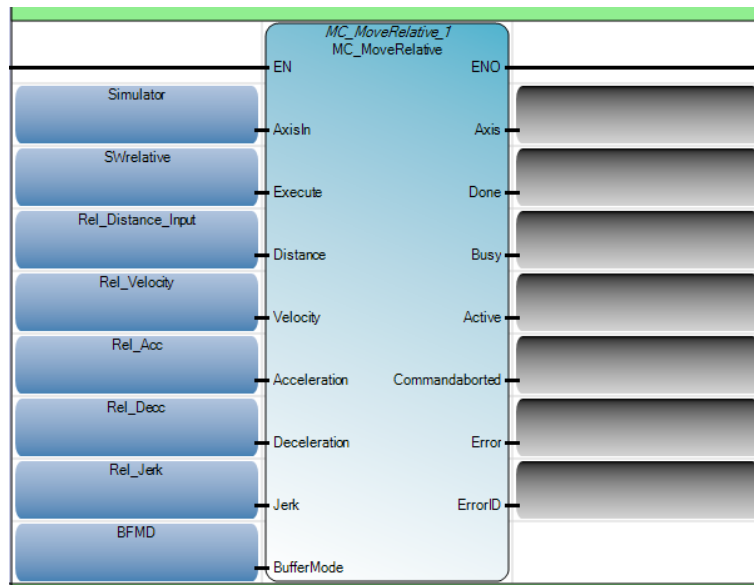 MC_MoveRelative_1
MC_MoveRelative
EN ENO
Simulator
AxisIn Axis
SWrelative
Execute Done
Rel_Distance_Input
Distance Busy
Rel_Velocity
Velocity Active
Rel_Acc
Acceleration Commandaborted
Rel_Decc
Deceleration Error
Rel_Jerk
Jerk ErrorID
BFMD
BufferMode